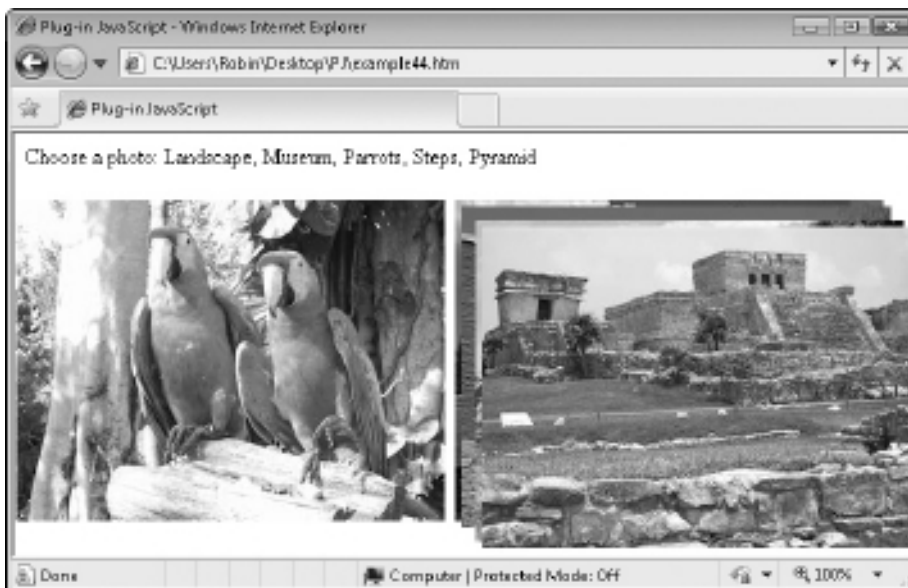 Plug-in JavaScript - Windows Internet Explorer
C:\Users\Robin\Desktop\PJ\example44.htm
Plug-in JavaScript
Choose a photo: Landscape, Museum, Parrots, Steps, Pyramid
Done
Computer | Protected Mode: Off
100%